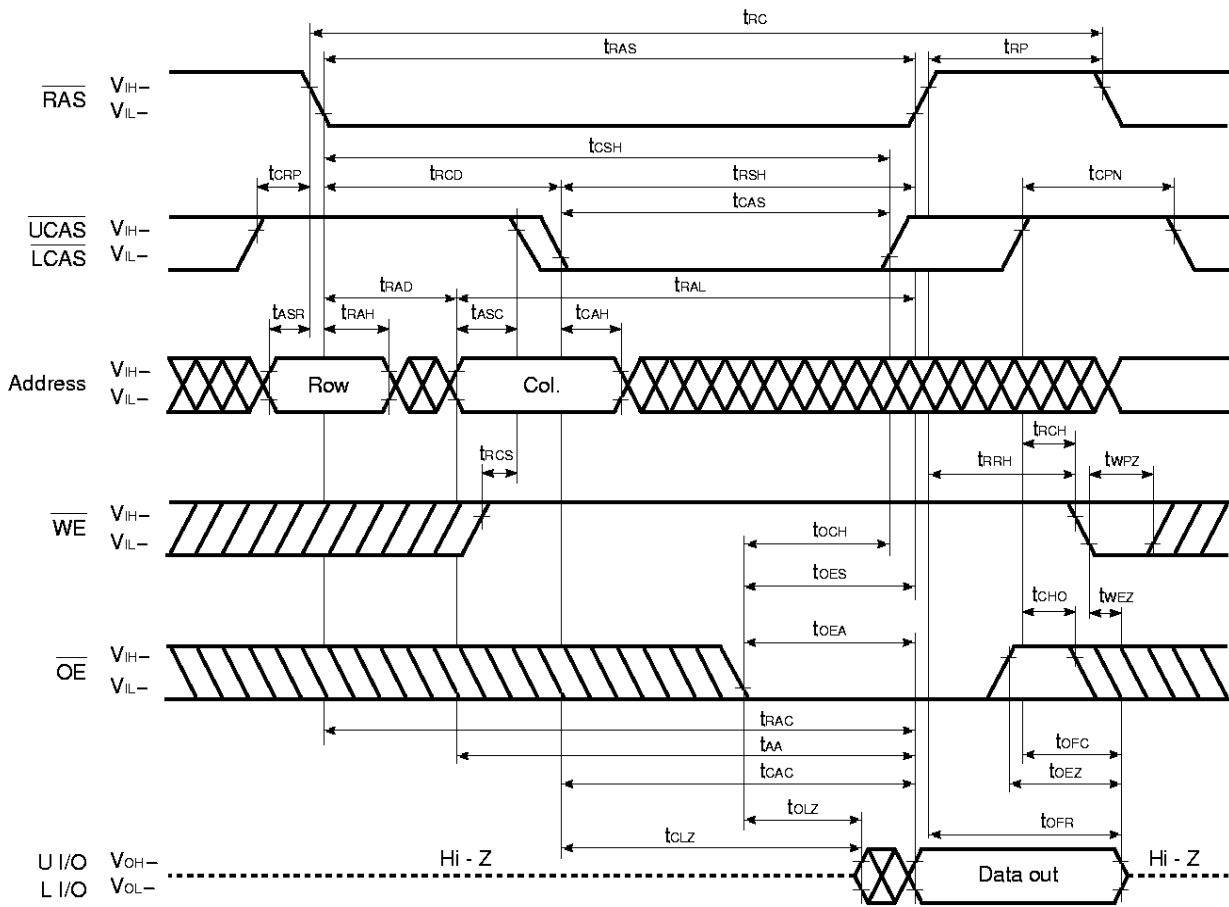 tRC
tRAS
tRP
RAS
VIH–
VIL–
tCSH
tCRP
tRCD
tRSH
tCPN
tCAS
UCAS
LCAS
VIH–
VIL–
tRAD
tRAL
tASR
tRAH
tASC
tCAH
Address
VIH–
VIL–
Row
Col.
tRCS
tRCH
tRRH
tWPZ
WE
VIH–
VIL–
tOCH
tOES
tCHO
tWEZ
tOEA
OE
VIH–
VIL–
tRAC
tAA
tOFC
tCAC
tOEZ
tOLZ
tCLZ
tOFR
U I/O
L I/O
VOH–
VOL–
Hi - Z
Data out
Hi - Z